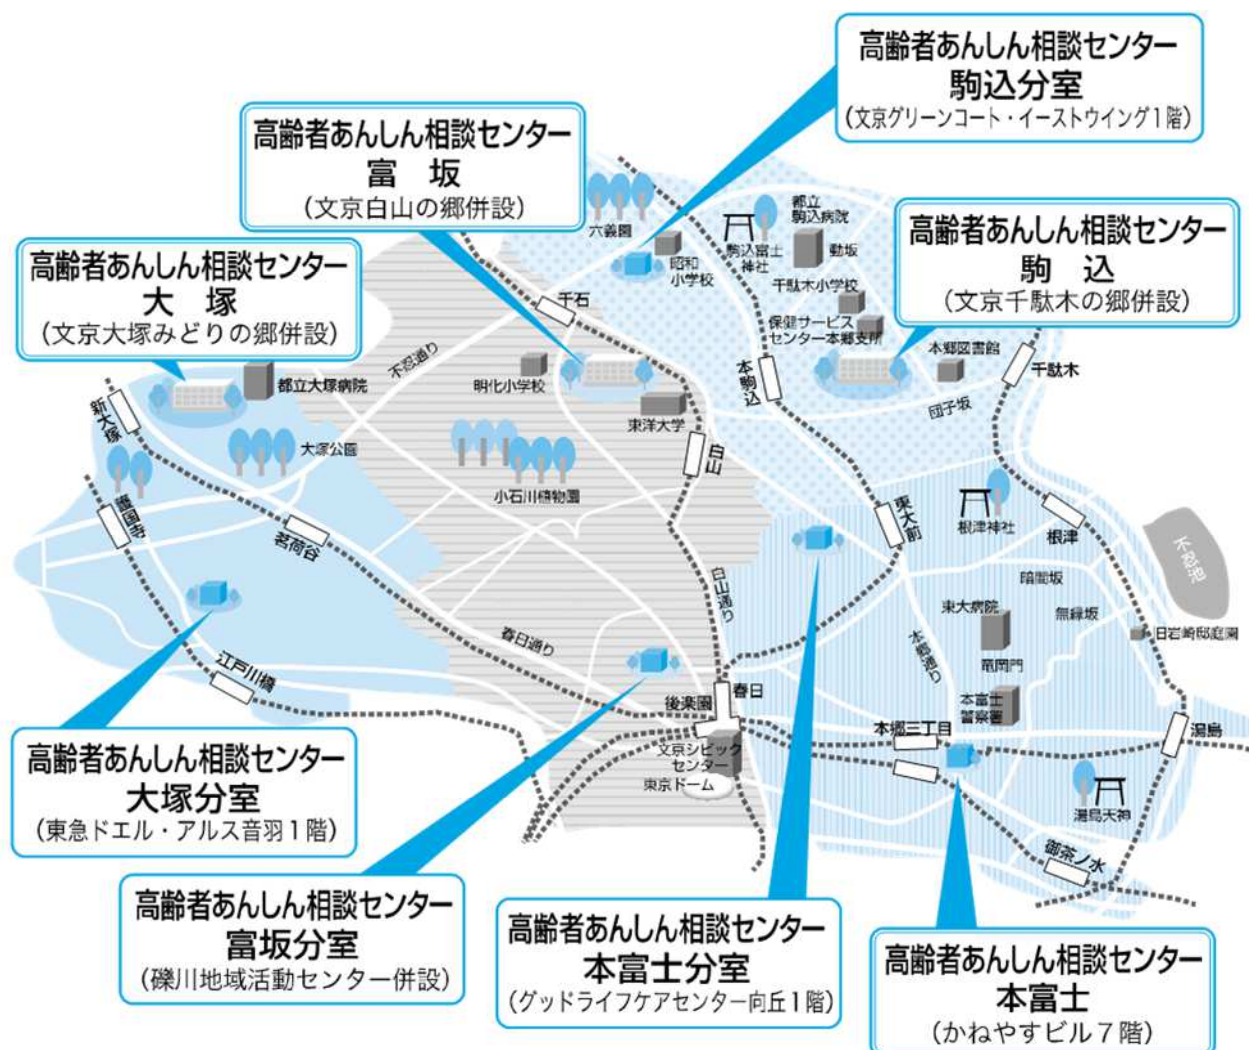 高齢者あんしん相談センター
駒込分室
(文京グリーンコート・イーストウイング1階)
高齢者あんしん相談センター
富　坂
(文京白山の郷併設)
高齢者あんしん相談センター
駒　込
(文京千駄木の郷併設)
高齢者あんしん相談センター
大　塚
(文京大塚みどりの郷併設)
六義園
昭和
小学校
駒込富士
神社
都立
駒込病院
動坂
千駄木小学校
保健サービス
センター本郷支所
本郷図書館
団子坂
千駄木
本駒込
千石
不忍通り
明化小学校
東洋大学
白山
都立大塚病院
新大塚
大塚公園
小石川植物園
護国寺
茗荷谷
東大前
根津神社
根津
不忍池
暗闇坂
無縁坂
東大病院
竜岡門
旧岩崎邸庭園
白山通り
春日通り
本郷通り
江戸川橋
後楽園
春日
文京シビック
センター
東京ドーム
本郷三丁目
本富士
警察署
湯島
湯島天神
御茶ノ水
高齢者あんしん相談センター
大塚分室
(東急ドエル・アルス音羽1階)
高齢者あんしん相談センター
富坂分室
(礫川地域活動センター併設)
高齢者あんしん相談センター
本富士分室
(グッドライフケアセンター向丘1階)
高齢者あんしん相談センター
本富士
(かねやすビル7階)